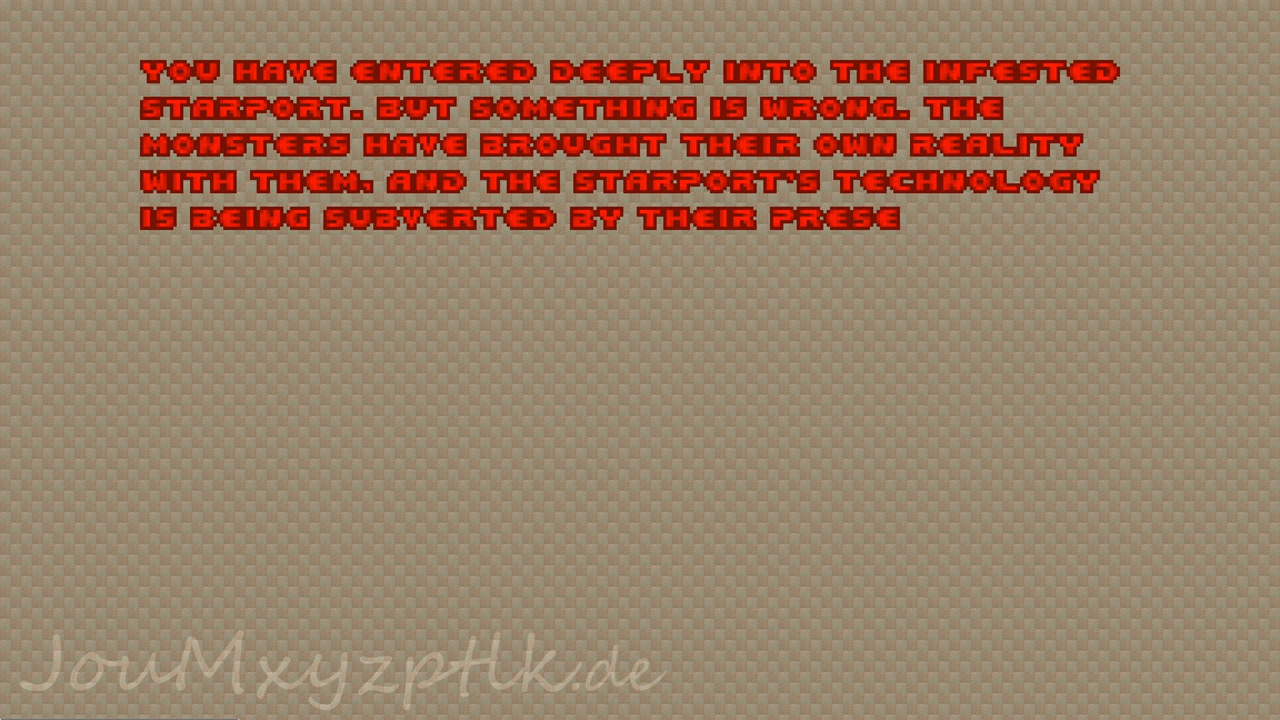 YOU HAVE ENTERED DEEPLY INTO THE INFESTED
STARPORT. BUT SOMETHING IS WRONG. THE
MONSTERS HAVE BROUGHT THEIR OWN REALITY
WITH THEM, AND THE STARPORT'S TECHNOLOGY
IS BEING SUBVERTED BY THEIR PRESE
JouMxyzptlk.de